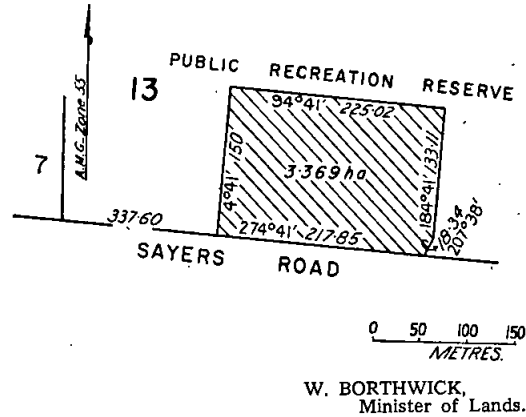 PUBLIC RECREATION RESERVE
A.M.G. Zone 55
13
94°41' 225·02
7
4°41' 150'
3·369 ha
184°41' 133·11
337·60
274°41' 217·85
18·34
207°38'
SAYERS ROAD
0 50 100 150
METRES.
W. BORTHWICK,
Minister of Lands.